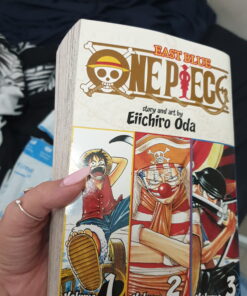 EAST BLUE
ONE PIECE
story and art by
Eiichiro Oda
1 2 3